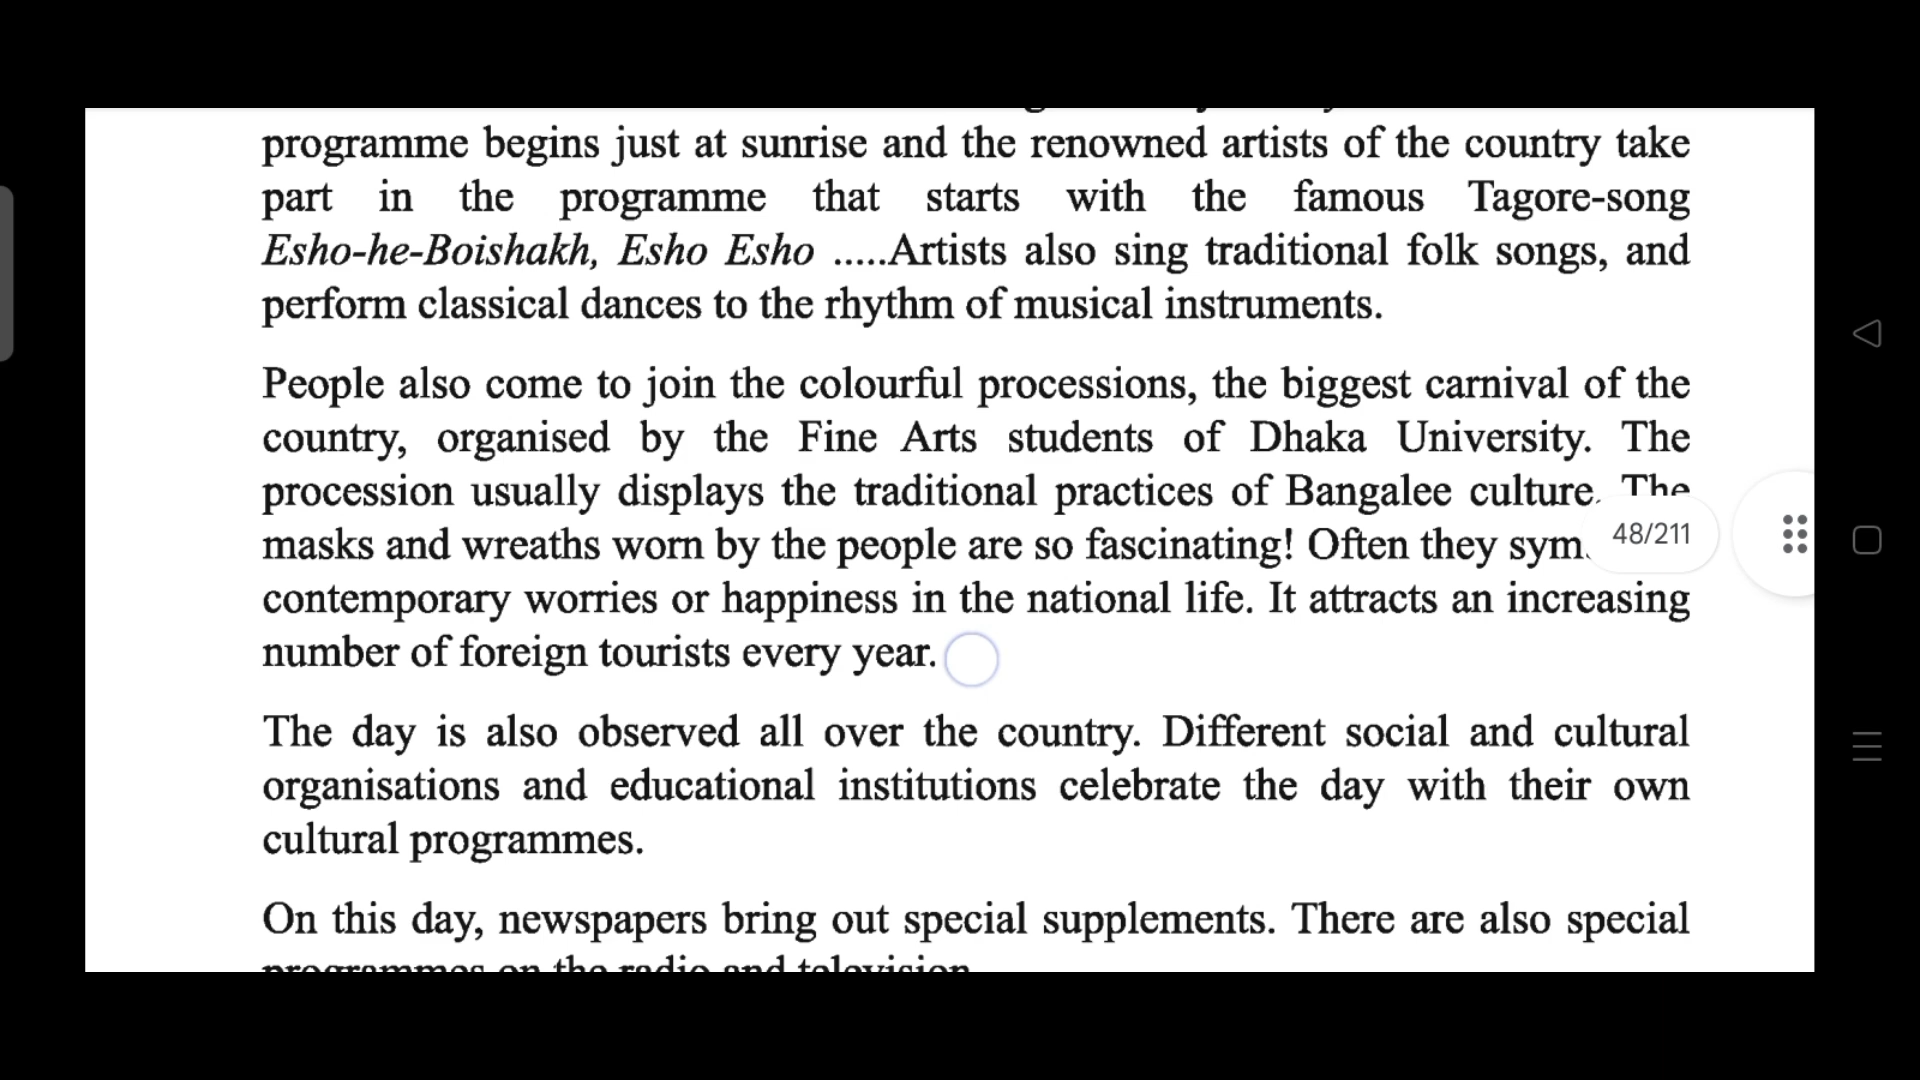 programme begins just at sunrise and the renowned artists of the country take
part in the programme that starts with the famous Tagore-song
Esho-he-Boishakh, Esho Esho .....Artists also sing traditional folk songs, and
perform classical dances to the rhythm of musical instruments.
People also come to join the colourful processions, the biggest carnival of the
country, organised by the Fine Arts students of Dhaka University. The
procession usually displays the traditional practices of Bangalee culture. The
masks and wreaths worn by the people are so fascinating! Often they
48/211
contemporary worries or happiness in the national life. It attracts an increasing
number of foreign tourists every year.
The day is also observed all over the country. Different social and cultural
organisations and educational institutions celebrate the day with their own
cultural programmes.
On this day, newspapers bring out special supplements. There are also special
programmes on the radio and television